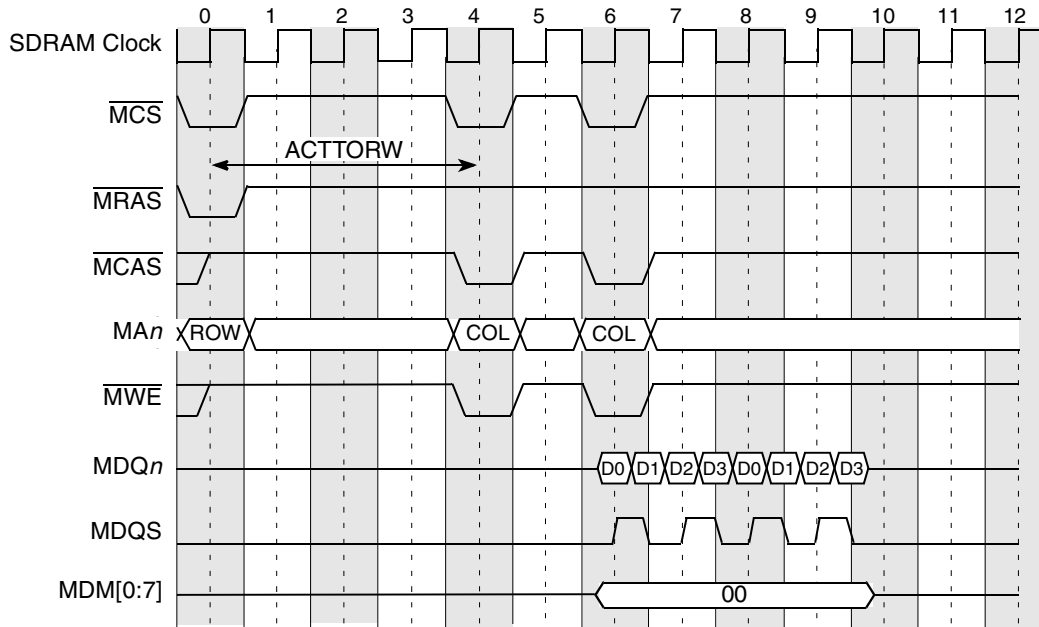 0 1 2 3 4 5 6 7 8 9 10 11 12
SDRAM Clock
MCS
ACTTORW
MRAS
MCAS
MAn ROW COL COL
MWE
MDQn D0 D1 D2 D3 D0 D1 D2 D3
MDQS
MDM[0:7] 00